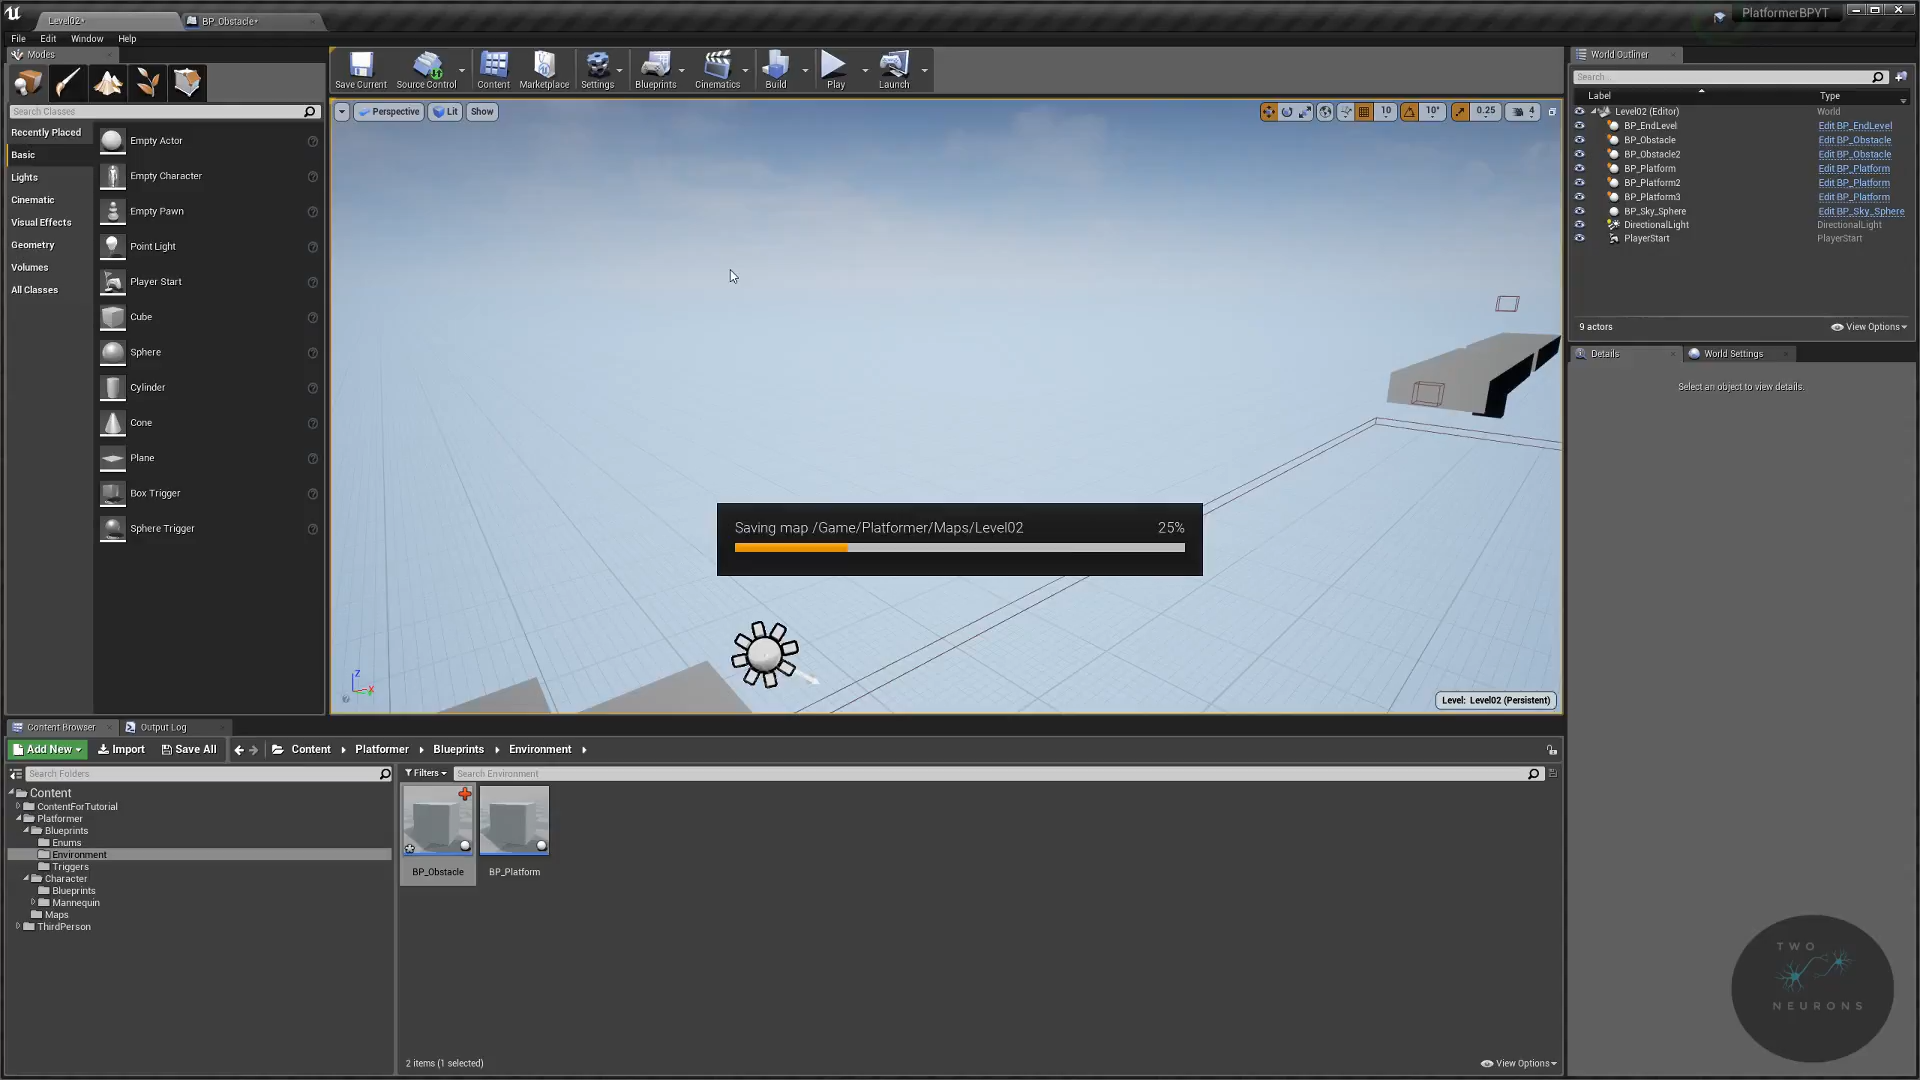 Level02*
BP_Obstacle*
PlatformerBPYT
File Edit Window Help
Modes
Save Current
Source Control
Content
Marketplace
Settings
Blueprints
Cinematics
Build
Play
Launch
Search Classes
Recently Placed
Basic
Lights
Cinematic
Visual Effects
Geometry
Volumes
All Classes
Empty Actor
Empty Character
Empty Pawn
Point Light
Player Start
Cube
Sphere
Cylinder
Cone
Plane
Box Trigger
Sphere Trigger
Perspective Lit Show
10 10° 0.25 4
Saving map /Game/Platformer/Maps/Level02 25%
Z
X
Level: Level02 (Persistent)
World Outliner
Search...
Label Type
Level02 (Editor) World
BP_EndLevel Edit BP_EndLevel
BP_Obstacle Edit BP_Obstacle
BP_Obstacle2 Edit BP_Obstacle
BP_Platform Edit BP_Platform
BP_Platform2 Edit BP_Platform
BP_Platform3 Edit BP_Platform
BP_Sky_Sphere Edit BP_Sky_Sphere
DirectionalLight DirectionalLight
PlayerStart PlayerStart
9 actors View Options
Details World Settings
Select an object to view details.
Content Browser Output Log
Add New Import Save All Content Platformer Blueprints Environment
Search Folders
Filters Search Environment
Content
ContentForTutorial
Platformer
Blueprints
Enums
Environment
Triggers
Character
Blueprints
Mannequin
Maps
ThirdPerson
BP_Obstacle BP_Platform
2 items (1 selected) View Options
TWO
NEURONS